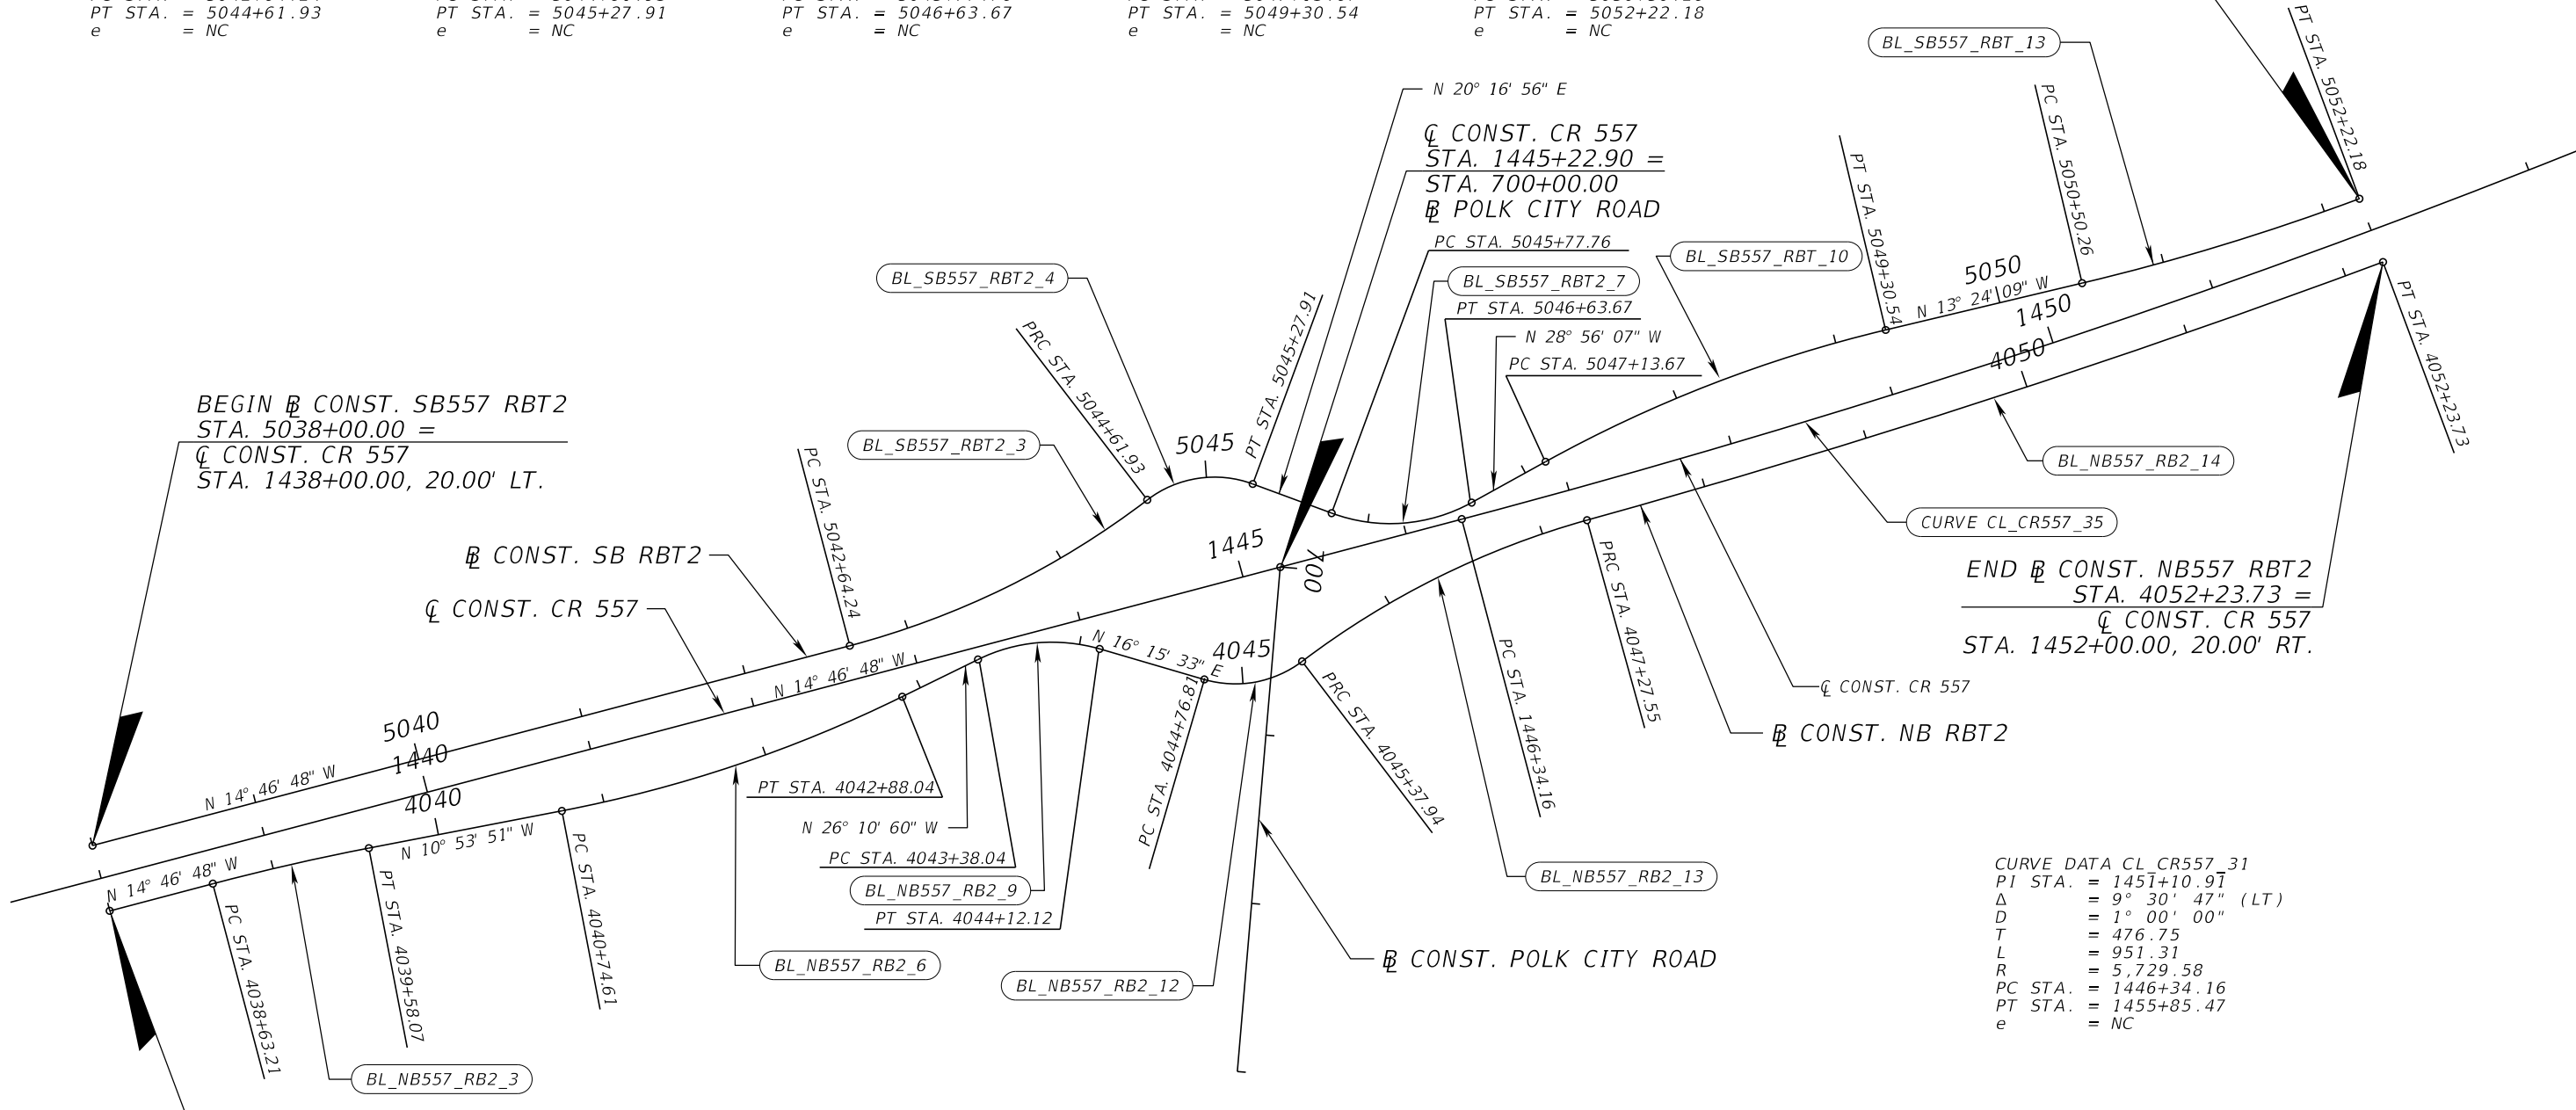 PT STA. = 5044+61.93
e = NC
PT STA. = 5045+27.91
e = NC
PT STA. = 5046+63.67
e = NC
PT STA. = 5049+30.54
e = NC
PT STA. = 5052+22.18
e = NC
BL_SB557_RBT_13
PT STA. 5052+22.18
PC STA. 5050+50.26
PT STA. 5049+30.54
N 20° 16' 56" E
℄ CONST. CR 557
STA. 1445+22.90 =
STA. 700+00.00
BL POLK CITY ROAD
PC STA. 5045+77.76
BL_SB557_RBT2_7
PT STA. 5046+63.67
N 28° 56' 07" W
PC STA. 5047+13.67
BL_SB557_RBT_10
5050
N 13° 24' 09" W
1450
4050
BL_SB557_RBT2_4
PRC STA. 5044+61.93
PT STA. 5045+27.91
5045
BL_SB557_RBT2_3
PC STA. 5042+64.24
BEGIN BL CONST. SB557 RBT2
STA. 5038+00.00 =
℄ CONST. CR 557
STA. 1438+00.00, 20.00' LT.
BL CONST. SB RBT2
℄ CONST. CR 557
1445
700
PT STA. 4052+23.73
BL_NB557_RB2_14
CURVE CL_CR557_35
END BL CONST. NB557 RBT2
STA. 4052+23.73 =
℄ CONST. CR 557
STA. 1452+00.00, 20.00' RT.
℄ CONST. CR 557
BL CONST. NB RBT2
PRC STA. 4047+27.55
PC STA. 1446+34.16
PRC STA. 4045+37.94
N 16° 15' 33" E
4045
PC STA. 4044+76.81
N 14° 46' 48" W
5040
1440
4040
N 14° 46' 48" W
N 10° 53' 51" W
N 14° 46' 48" W
PT STA. 4042+88.04
N 26° 10' 60" W
PC STA. 4043+38.04
BL_NB557_RB2_9
PT STA. 4044+12.12
BL_NB557_RB2_6
BL_NB557_RB2_12
BL_NB557_RB2_13
BL CONST. POLK CITY ROAD
PC STA. 4038+63.21
PT STA. 4039+58.07
PC STA. 4040+74.61
BL_NB557_RB2_3
CURVE DATA CL_CR557_31
PI STA. = 1451+10.91
Δ = 9° 30' 47" (LT)
D = 1° 00' 00"
T = 476.75
L = 951.31
R = 5,729.58
PC STA. = 1446+34.16
PT STA. = 1455+85.47
e = NC